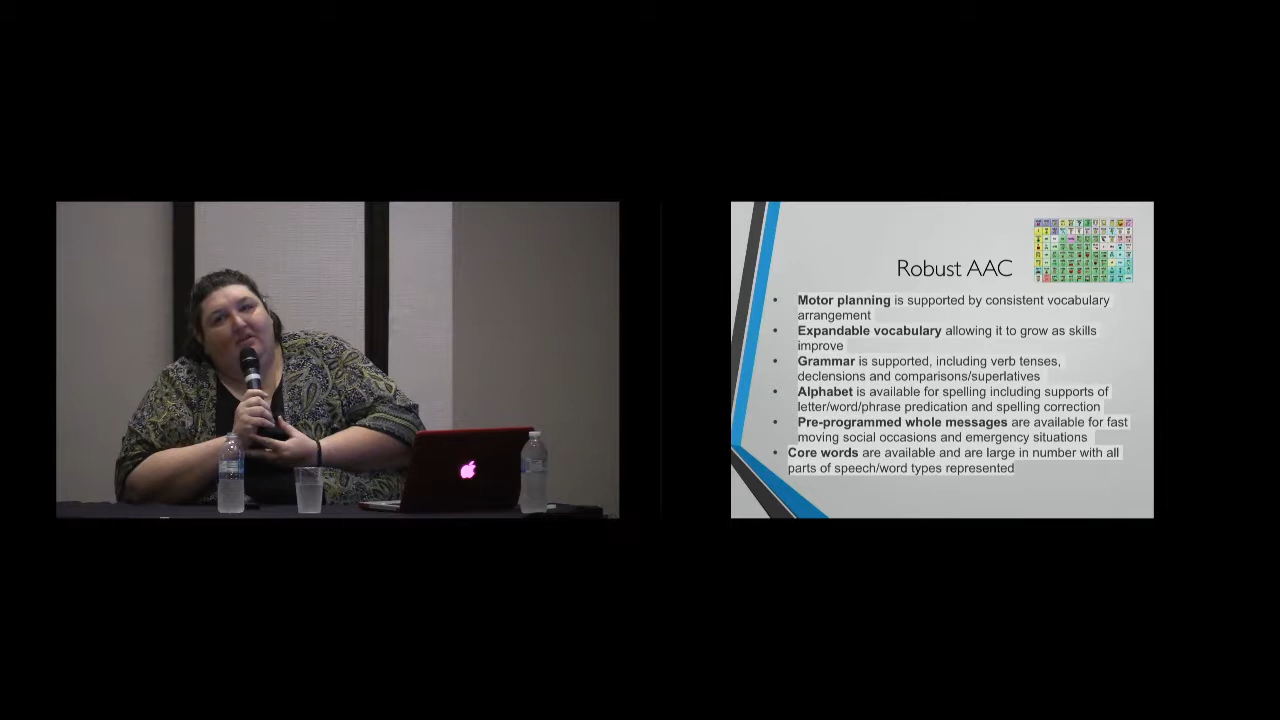 Robust AAC
• Motor planning is supported by consistent vocabulary
arrangement
• Expandable vocabulary allowing it to grow as skills
improve
• Grammar is supported, including verb tenses,
declensions and comparisons/superlatives
• Alphabet is available for spelling including supports of
letter/word/phrase predication and spelling correction
• Pre-programmed whole messages are available for fast
moving social occasions and emergency situations
• Core words are available and are large in number with all
parts of speech/word types represented